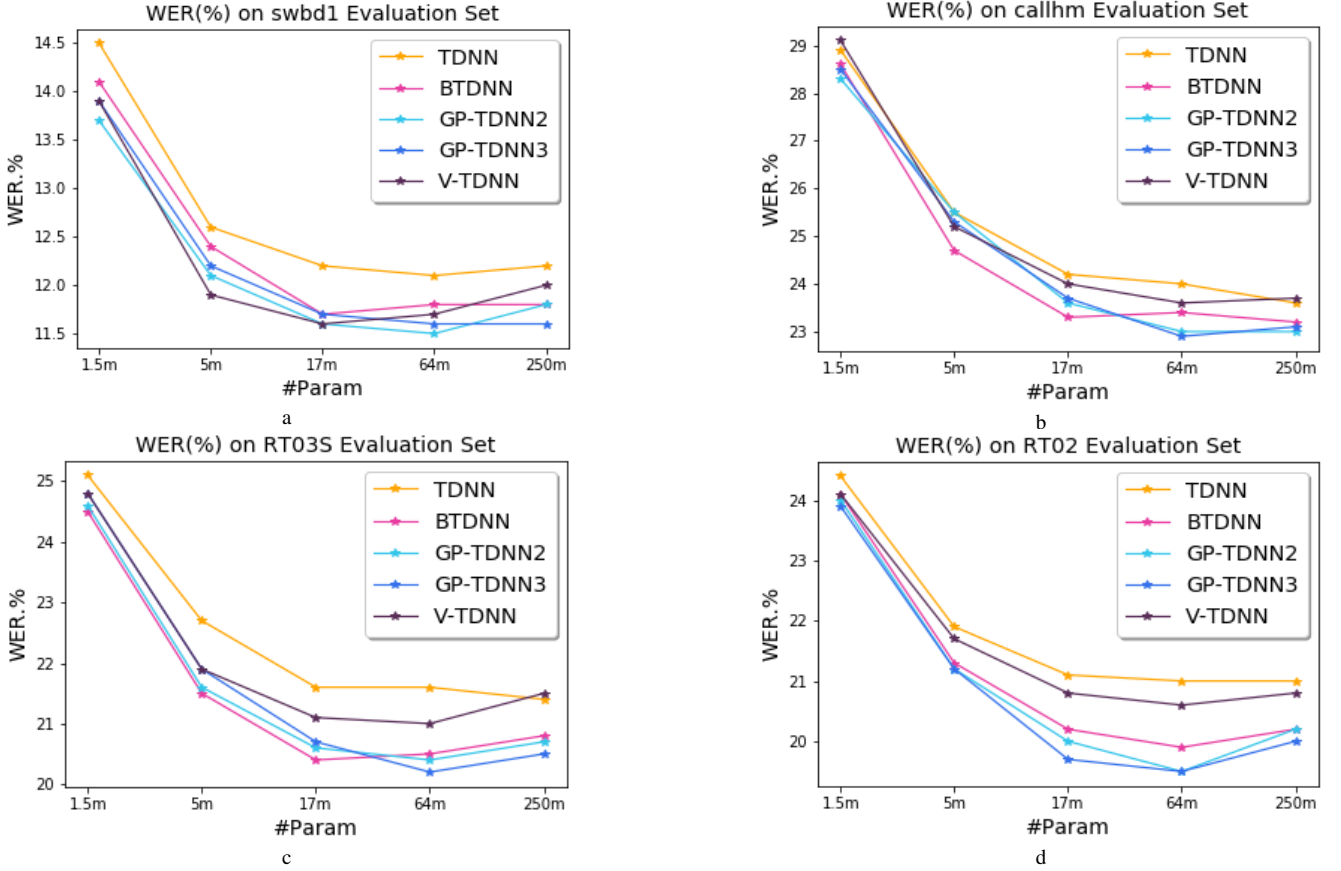 WER(%) on swbd1 Evaluation Set
WER.%
14.5
14.0
13.5
13.0
12.5
12.0
11.5
TDNN
BTDNN
GP-TDNN2
GP-TDNN3
V-TDNN
1.5m 5m 17m 64m 250m
#Param
a
WER(%) on callhm Evaluation Set
WER.%
29
28
27
26
25
24
23
TDNN
BTDNN
GP-TDNN2
GP-TDNN3
V-TDNN
1.5m 5m 17m 64m 250m
#Param
b
WER(%) on RT03S Evaluation Set
WER.%
25
24
23
22
21
20
TDNN
BTDNN
GP-TDNN2
GP-TDNN3
V-TDNN
1.5m 5m 17m 64m 250m
#Param
c
WER(%) on RT02 Evaluation Set
WER.%
24
23
22
21
20
TDNN
BTDNN
GP-TDNN2
GP-TDNN3
V-TDNN
1.5m 5m 17m 64m 250m
#Param
d